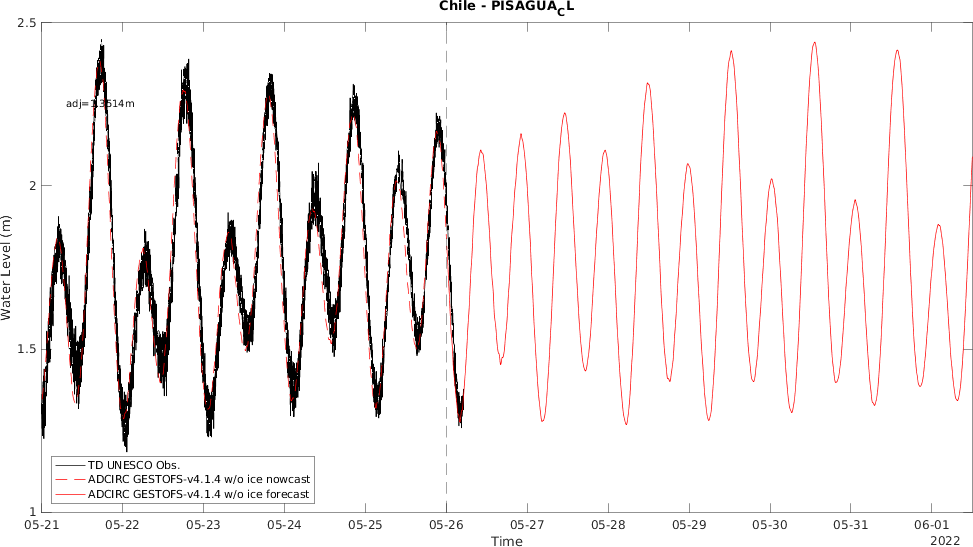 Chile - PISAGUA_CL
2.5
adj=1.3514m
2
Water Level (m)
1.5
TD UNESCO Obs.
ADCIRC GESTOFS-v4.1.4 w/o ice nowcast
ADCIRC GESTOFS-v4.1.4 w/o ice forecast
1
05-21 05-22 05-23 05-24 05-25 05-26 05-27 05-28 05-29 05-30 05-31 06-01
Time 2022